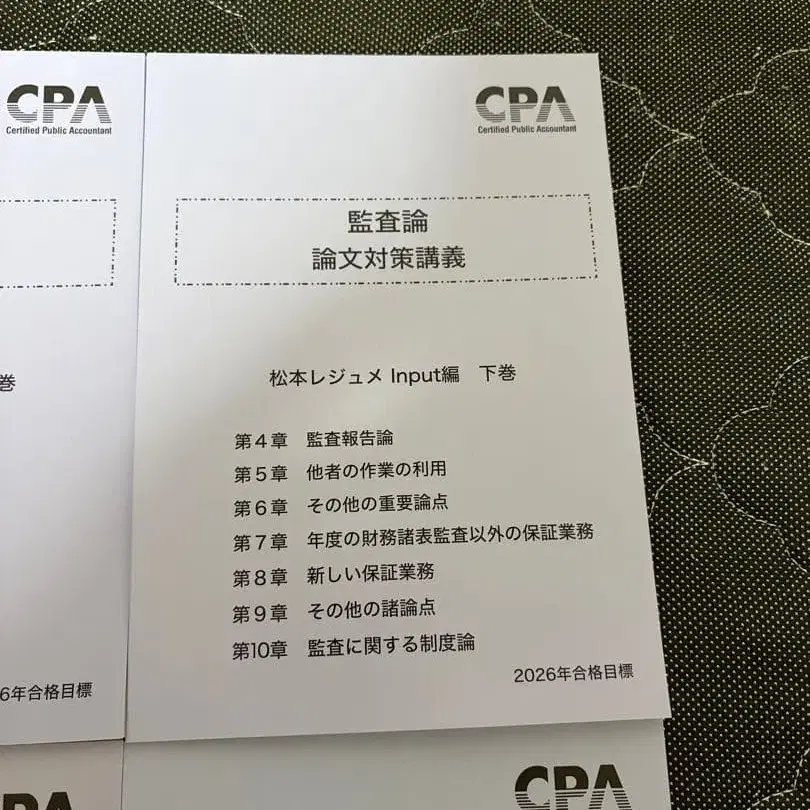 CPA
Certified Public Accountant
巻
6年合格目標
CPA
Certified Public Accountant
監査論
論文対策講義
松本レジュメ Input編　下巻
第4章　監査報告論
第5章　他者の作業の利用
第6章　その他の重要論点
第7章　年度の財務諸表監査以外の保証業務
第8章　新しい保証業務
第9章　その他の諸論点
第10章　監査に関する制度論
2026年合格目標
PA
CPA